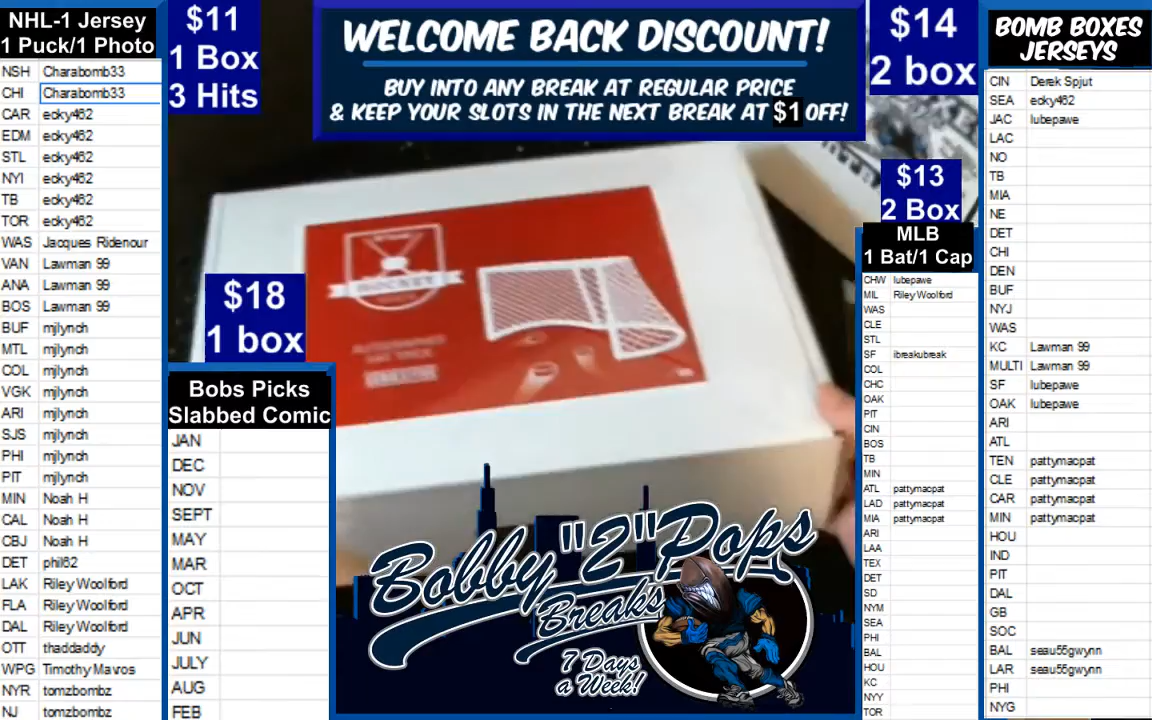 NHL-1 Jersey
1 Puck/1 Photo
NSH Charabomb33
CHI Charabomb33
CAR eoky462
EDM eoky462
STL eoky462
NYI eoky462
TB eoky462
TOR eoky462
WAS Jacques Ridenour
VAN Lawman 99
ANA Lawman 99
BOS Lawman 99
BUF mjlynch
MTL mjlynch
COL mjlynch
VGK mjlynch
ARI mjlynch
SJS mjlynch
PHI mjlynch
PIT mjlynch
MIN Noah H
CAL Noah H
CBJ Noah H
DET phil62
LAK Riley Woolford
FLA Riley Woolford
DAL Riley Woolford
OTT thaddaddy
WPG Timothy Mavros
NYR tomzbombz
NJ tomzbombz
$11
1 Box
3 Hits
$18
1 box
Bobs Picks
Slabbed Comic
JAN
DEC
NOV
SEPT
MAY
MAR
OCT
APR
JUN
JULY
AUG
FEB
WELCOME BACK DISCOUNT!
BUY INTO ANY BREAK AT REGULAR PRICE
& KEEP YOUR SLOTS IN THE NEXT BREAK AT $1 OFF!
HOCKEY
Bobby "2" Pops
Breaks
7 Days
a Week!
$14
2 box
$13
2 Box
MLB
1 Bat/1 Cap
CHW lubepawe
MIL Riley Woolford
WAS
CLE
STL
SF ibreakubreak
COL
CHC
OAK
PIT
CIN
BOS
TB
MIN
ATL pattymacpat
LAD pattymacpat
MIA pattymacpat
ARI
LAA
TEX
DET
SD
NYM
SEA
PHI
BAL
HOU
KC
NYY
TOR
BOMB BOXES
JERSEYS
CIN Derek Spjut
SEA eoky462
JAC lubepawe
LAC
NO
TB
MIA
NE
DET
CHI
DEN
BUF
NYJ
WAS
KC Lawman 99
MULTI Lawman 99
SF lubepawe
OAK lubepawe
ARI
ATL
TEN pattymacpat
CLE pattymacpat
CAR pattymacpat
MIN pattymacpat
HOU
IND
PIT
DAL
GB
SOC
BAL seau55gwynn
LAR seau55gwynn
PHI
NYG